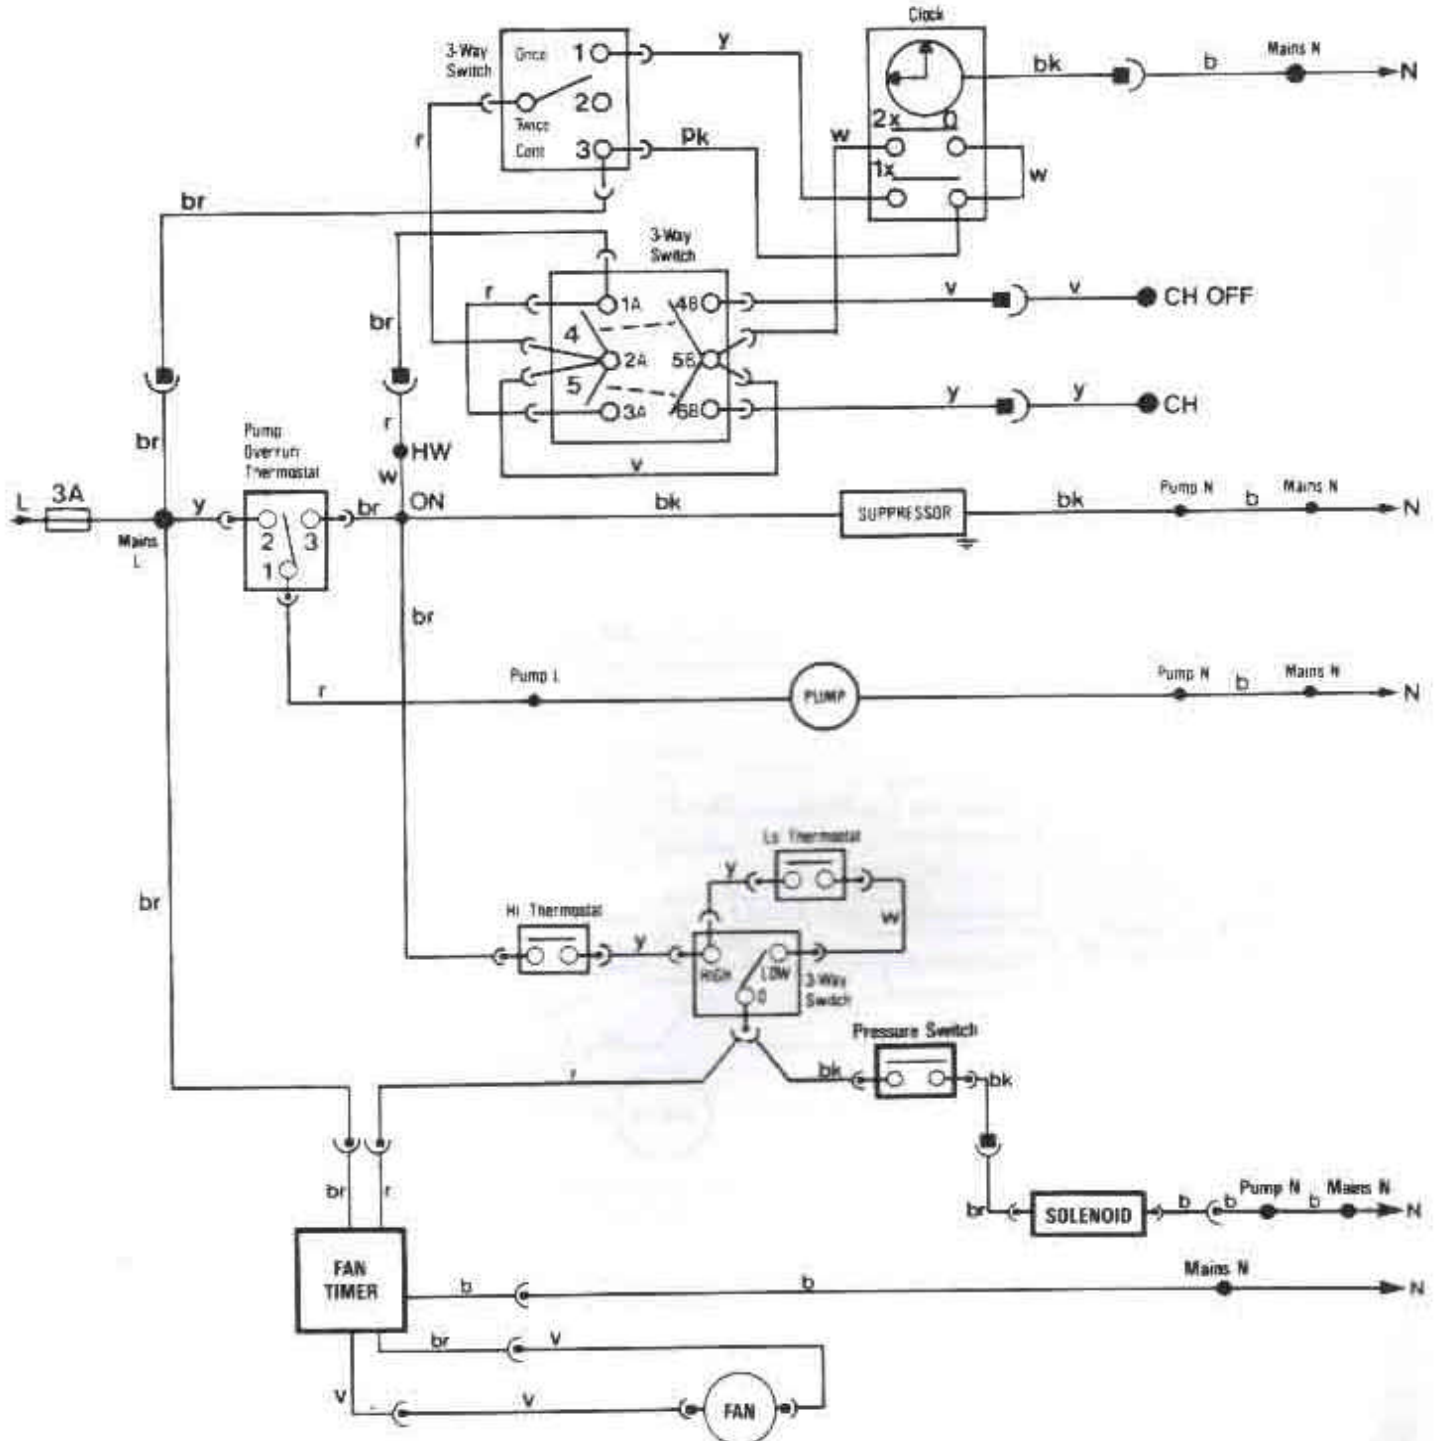 Clock
3-Way
Switch
Once
1
y
bk
b
Mains N
N
2
Twice
r
Cont
3
pk
w
2x
0
1x
w
br
3-Way
Switch
r
1A
4B
v
v
CH OFF
br
4
2A
5B
5
3A
6B
y
y
CH
r
HW
v
br
Pump
Overrun
Thermostat
w
ON
L
3A
y
2
3
1
br
bk
SUPPRESSOR
bk
Pump N
b
Mains N
N
Mains
L
br
r
Pump L
PUMP
Pump N
b
Mains N
N
Lo Thermostat
y
w
br
Hi Thermostat
y
HIGH
LOW
0
3-Way
Switch
r
Pressure Switch
bk
bk
br
r
br
SOLENOID
b
b
Pump N
b
Mains N
N
FAN
TIMER
b
b
Mains N
N
br
v
v
v
FAN